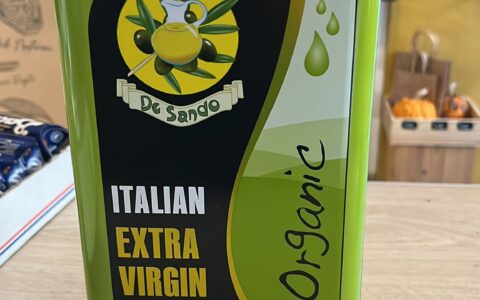 De Sando
ITALIAN
EXTRA
VIRGIN
Organic